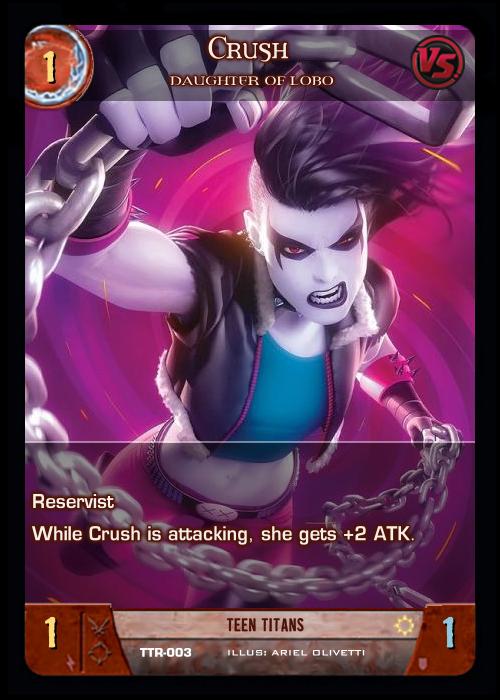 1
Crush
VS
DAUGHTER OF LOBO
Reservist
While Crush is attacking, she gets +2 ATK.
1
TEEN TITANS
1
TTR-003 ILLUS: ARIEL OLIVETTI